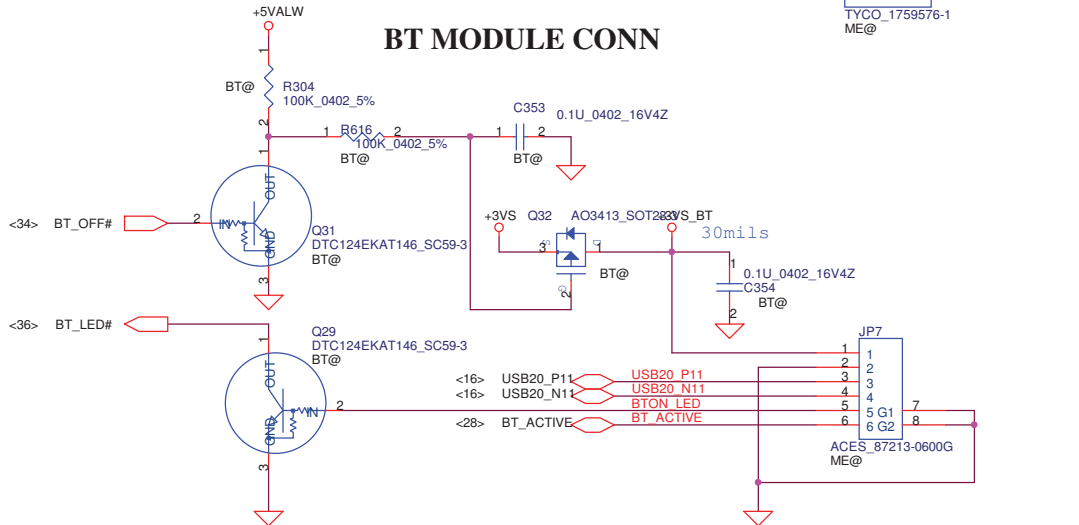 +5VALW
BT MODULE CONN
TYCO_1759576-1
ME@
1
BT@
R304
100K_0402_5%
2
1
R616
2
100K_0402_5%
BT@
C353
0.1U_0402_16V4Z
1
2
BT@
1
OUT
<34>
BT_OFF#
2
IN
GND
Q31
DTC124EKAT146_SC59-3
BT@
3
+3VS
Q32
+3VS_BT
30mils
3
S
D
1
BT@
G
2
1
0.1U_0402_16V4Z
C354
BT@
2
<36>
BT_LED#
1
Q29
DTC124EKAT146_SC59-3
BT@
OUT
IN
2
GND
3
JP7
1
1
2
2
<16>
USB20_P11
USB20_P11
3
3
<16>
USB20_N11
USB20_N11
4
4
BTON_LED
5
5
G1
7
<28>
BT_ACTIVE
BT_ACTIVE
6
6
G2
8
ACES_87213-0600G
ME@